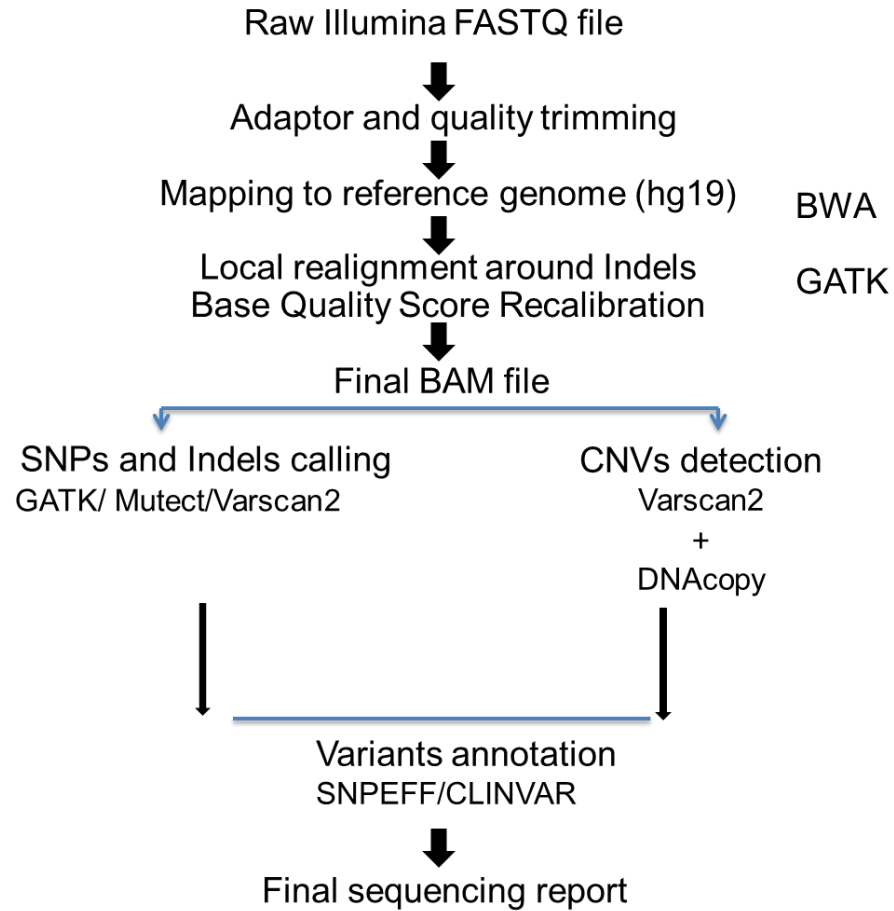 Raw Illumina FASTQ file
Adaptor and quality trimming
Mapping to reference genome (hg19)
BWA
Local realignment around Indels
GATK
Base Quality Score Recalibration
Final BAM file
SNPs and Indels calling
GATK/ Mutect/Varscan2
CNVs detection
Varscan2
+
DNAcopy
Variants annotation
SNPEFF/CLINVAR
Final sequencing report